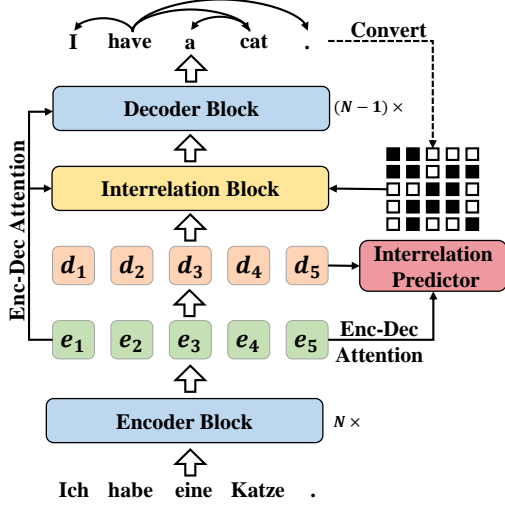 I have a cat .
Convert
Decoder Block
(N − 1) ×
Enc-Dec Attention
Interrelation Block
d1 d2 d3 d4 d5
Interrelation
Predictor
e1 e2 e3 e4 e5
Enc-Dec
Attention
Encoder Block
N ×
Ich habe eine Katze .